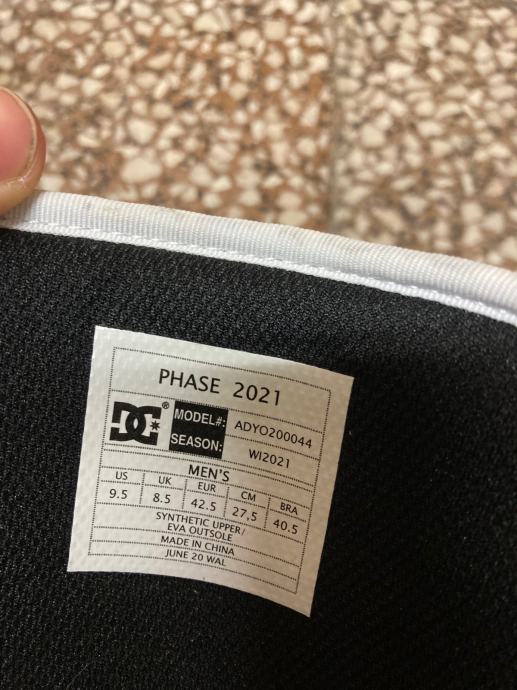 PHASE 2021
DC®
MODEL#: ADYO200044
SEASON: WI2021
MEN'S
US UK EUR CM BRA
9.5 8.5 42.5 27,5 40.5
SYNTHETIC UPPER/
EVA OUTSOLE
MADE IN CHINA
JUNE 20 WAL